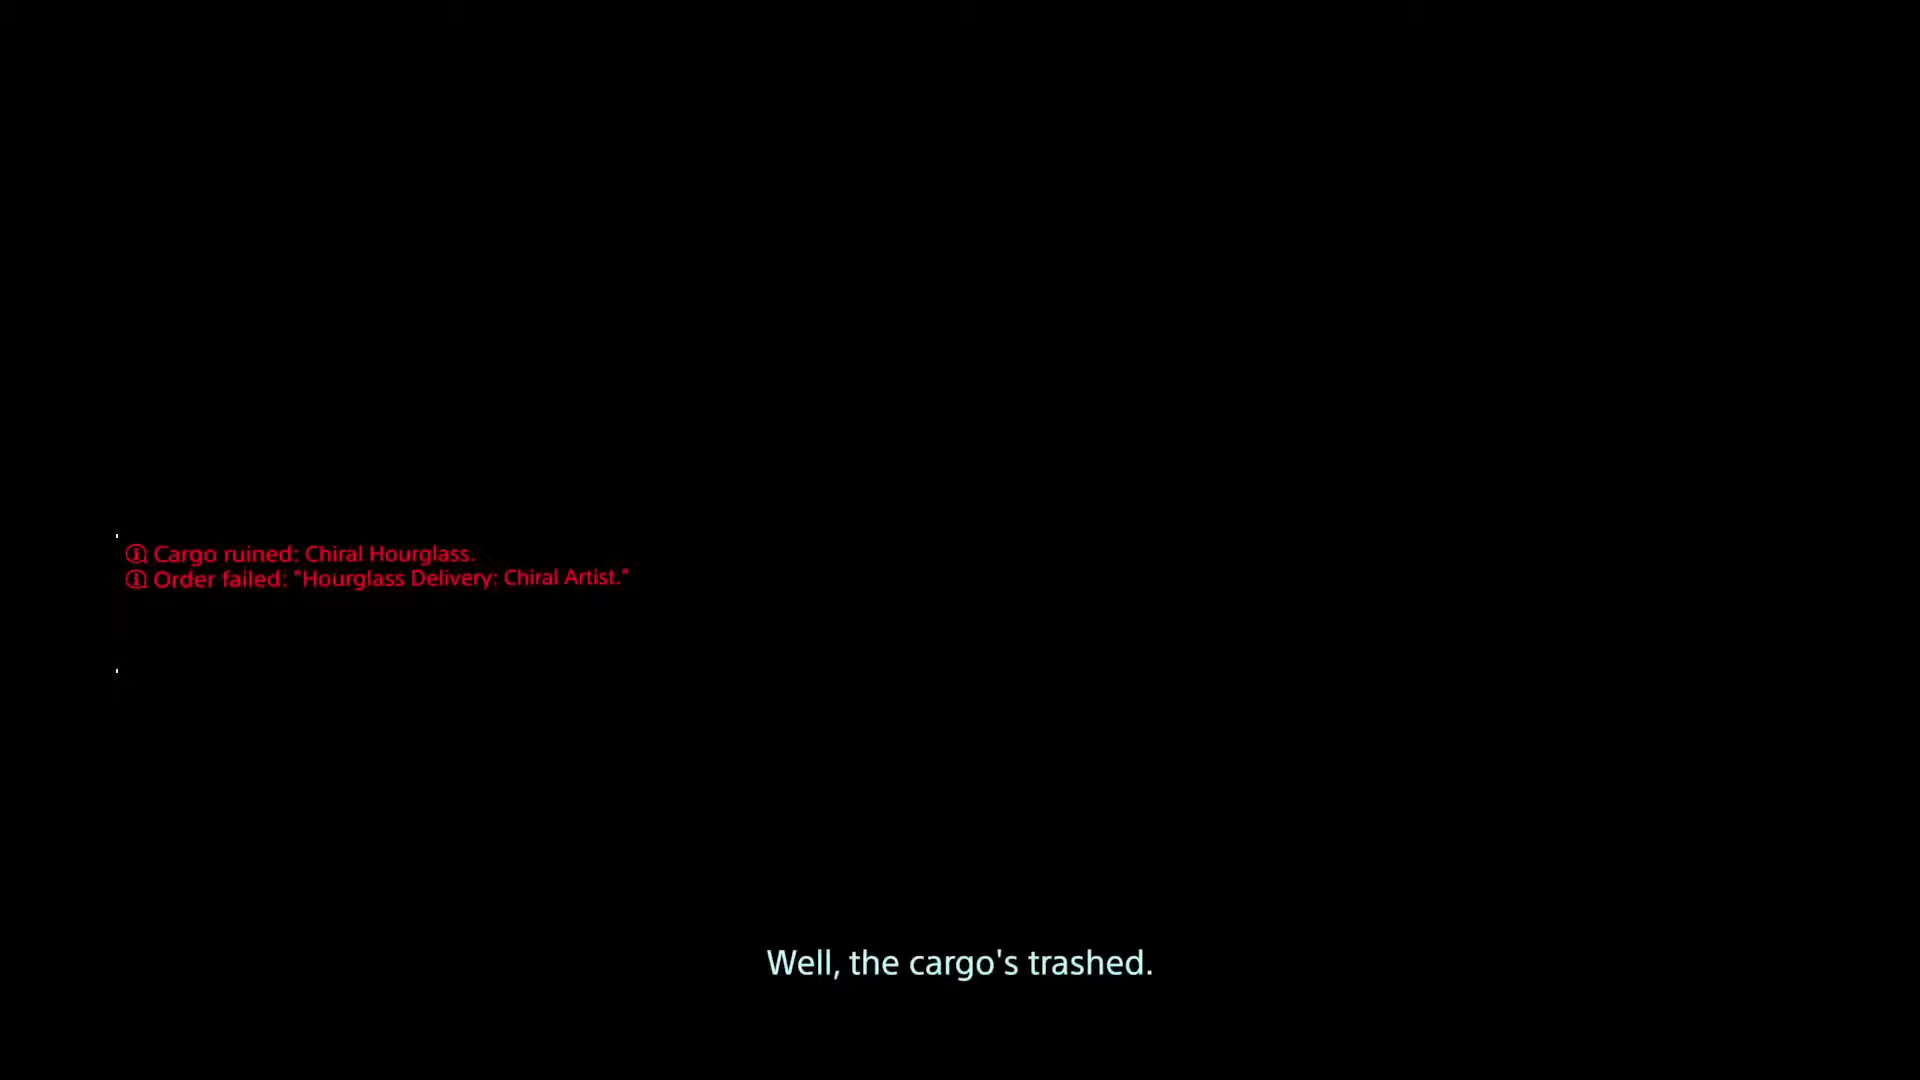 Cargo ruined: Chiral Hourglass.
Order failed: "Hourglass Delivery: Chiral Artist."
Well, the cargo's trashed.